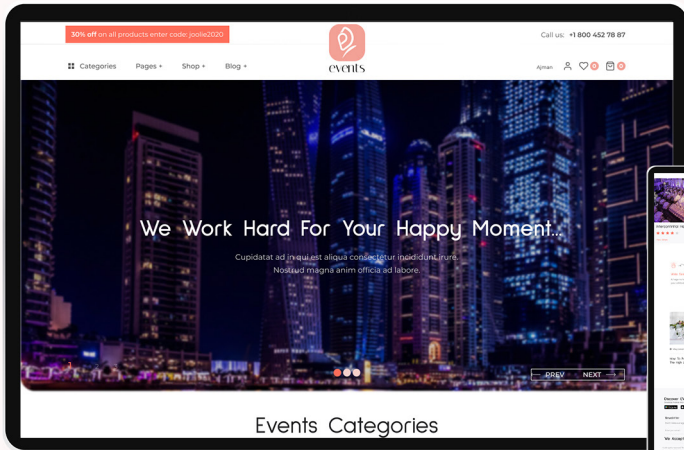 30% off on all products enter code: joolle2020
Call us: +1 800 452 78 87
events
Categories
Pages +
Shop +
Blog +
Ajman
0
0
We Work Hard For Your Happy Moment...
Cupidatat ad in qui est aliqua consectetur incididunt irure.
Nostrud magna anim officia ad labore.
PREV
NEXT
Events Categories